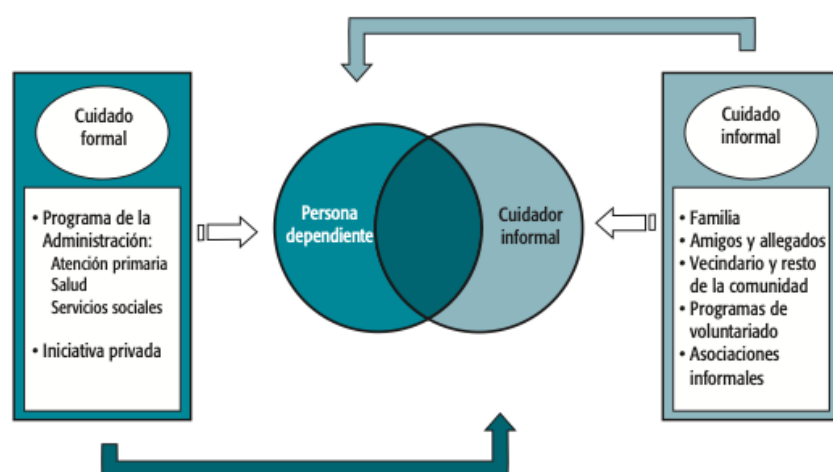 Cuidado
formal
• Programa de la
Administración:
Atención primaria
Salud
Servicios sociales
• Iniciativa privada
Persona
dependiente
Cuidador
informal
Cuidado
informal
• Familia
• Amigos y allegados
• Vecindario y resto
de la comunidad
• Programas de
voluntariado
• Asociaciones
informales